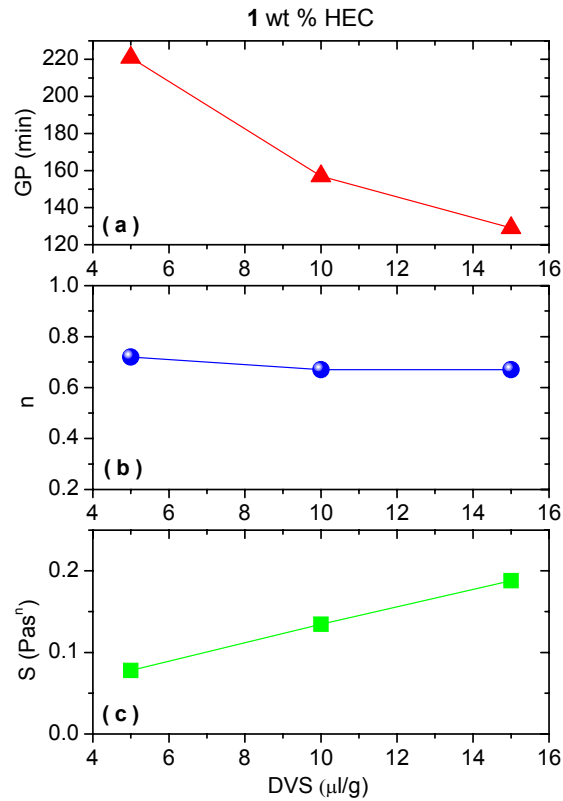 1 wt % HEC
220
200
180
160
140
120
GP (min)
( a )
4 6 8 10 12 14 16
1.0
0.8
0.6
0.4
0.2
n
( b )
4 6 8 10 12 14 16
0.2
0.1
0.0
S (Pasⁿ)
( c )
4 6 8 10 12 14 16
DVS (μl/g)